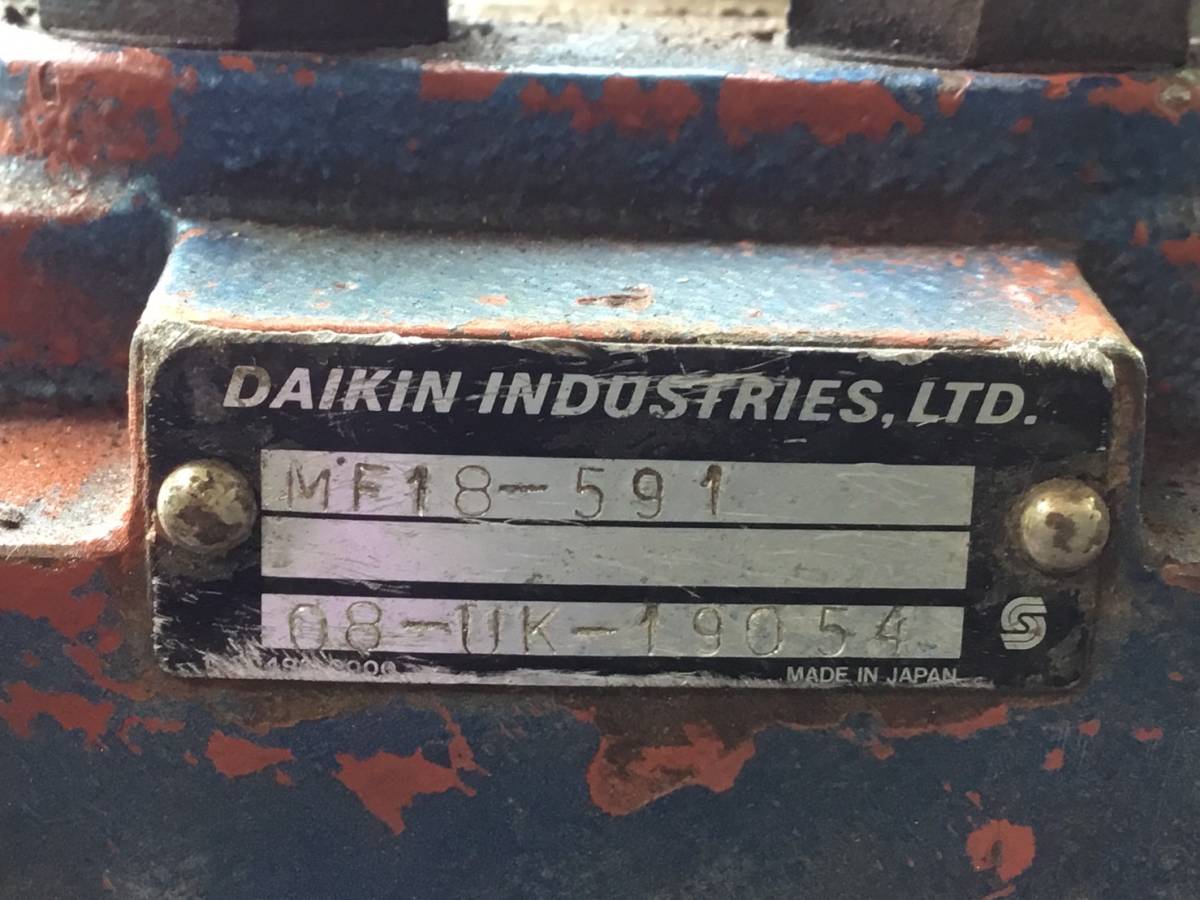 DAIKIN INDUSTRIES, LTD.
MF18-591
08-UK-19054
MADE IN JAPAN